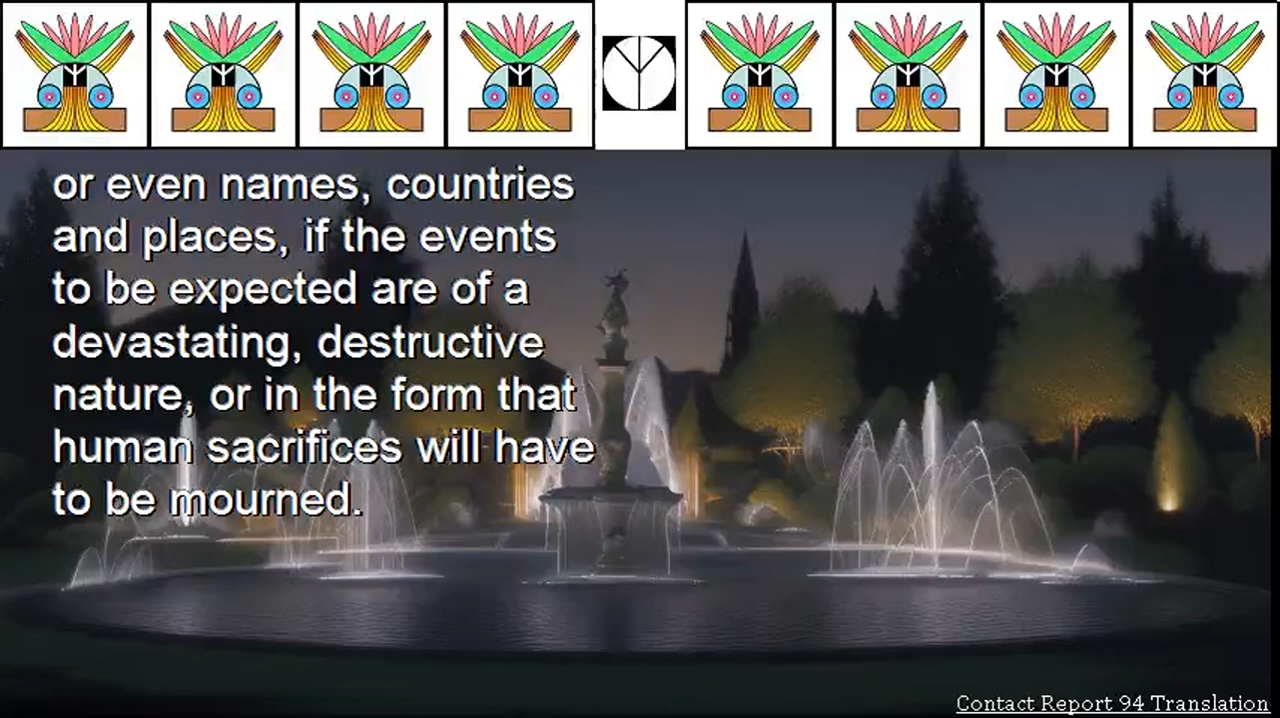 or even names, countries
and places, if the events
to be expected are of a
devastating, destructive
nature, or in the form that
human sacrifices will have
to be mourned.
Contact Report 94 Translation